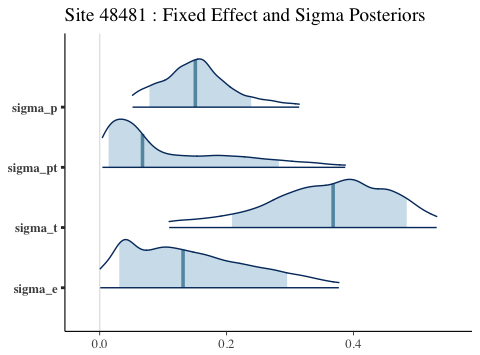 Site 48481 : Fixed Effect and Sigma Posteriors
sigma_p
sigma_pt
sigma_t
sigma_e
0.0 0.2 0.4